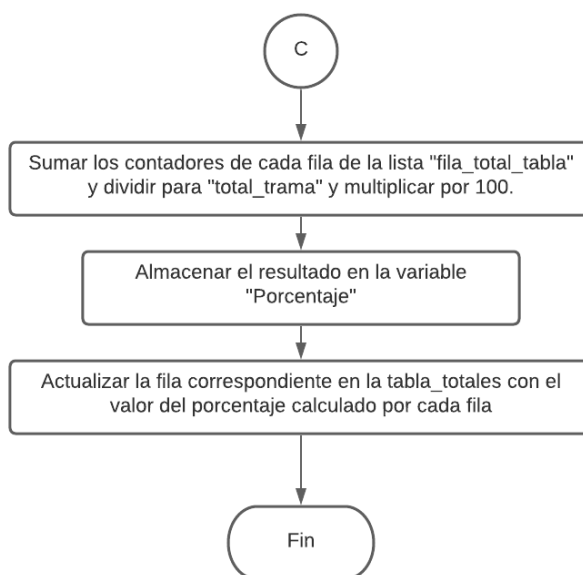 C
Sumar los contadores de cada fila de la lista "fila_total_tabla"
y dividir para "total_trama" y multiplicar por 100.
Almacenar el resultado en la variable
"Porcentaje"
Actualizar la fila correspondiente en la tabla_totales con el
valor del porcentaje calculado por cada fila
Fin